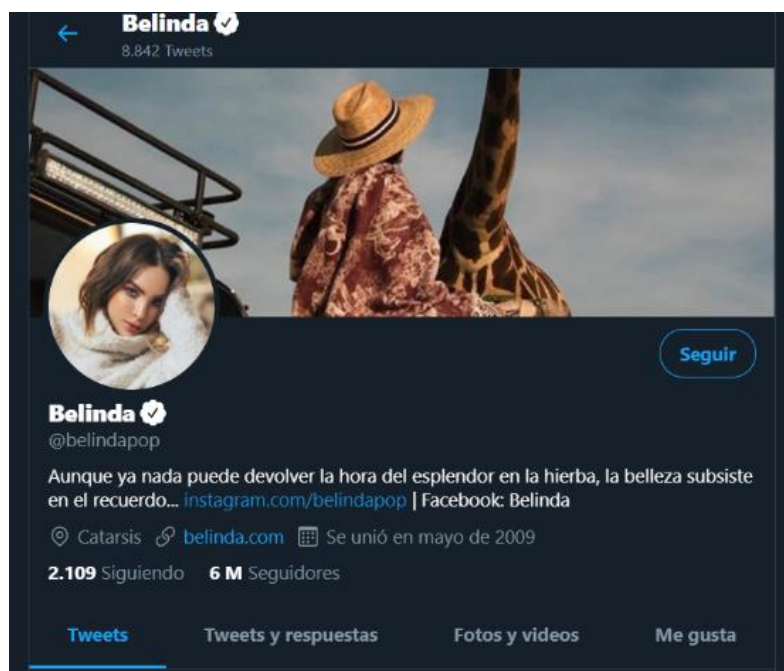 Belinda
8.842 Tweets
Seguir
Belinda
@belindapop
Aunque ya nada puede devolver la hora del esplendor en la hierba, la belleza subsiste
en el recuerdo... instagram.com/belindapop | Facebook: Belinda
Catarsis belinda.com Se unió en mayo de 2009
2.109 Siguiendo 6 M Seguidores
Tweets Tweets y respuestas Fotos y videos Me gusta